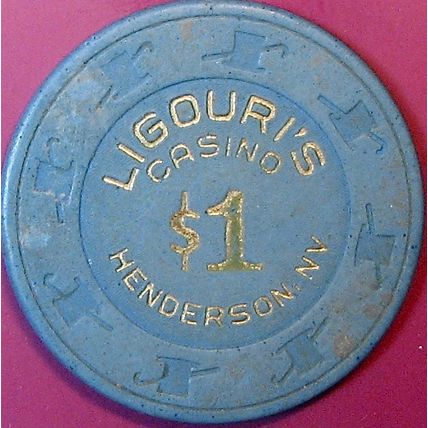 LIGOURI'S
CASINO
$1
HENDERSON, NV